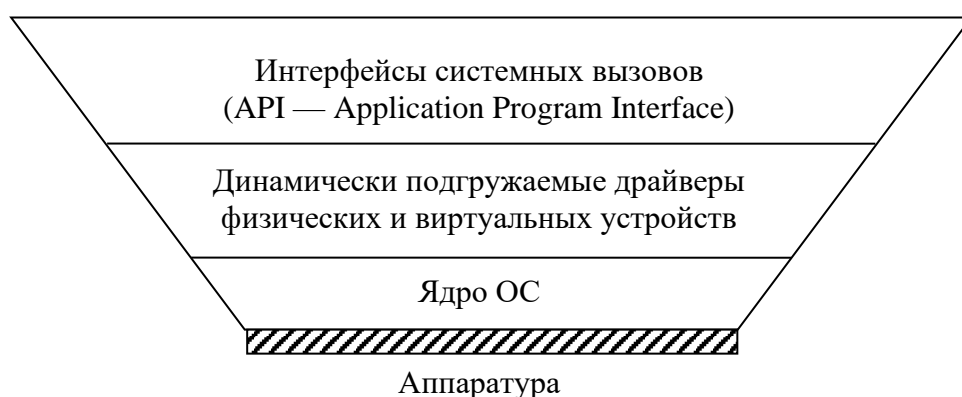 Интерфейсы системных вызовов
(API — Application Program Interface)
Динамически подгружаемые драйверы
физических и виртуальных устройств
Ядро ОС
Аппаратура